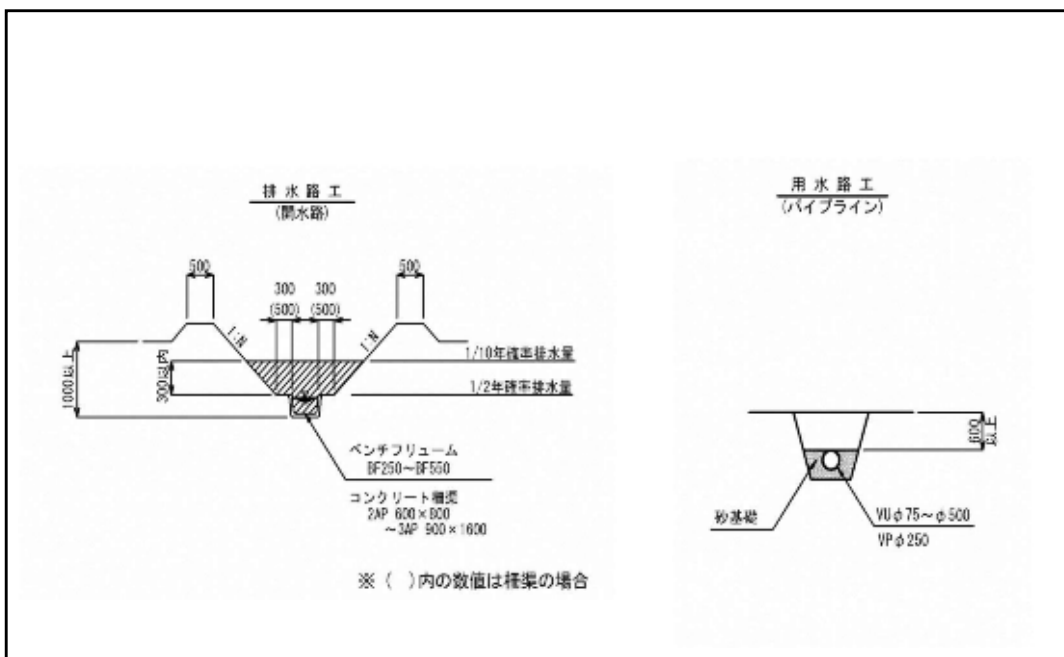 排水路工
(開水路)
500
500
300
300
(500)
(500)
1:N
1:N
1000以上
300以内
1/10年確率排水量
1/2年確率排水量
ベンチフリューム
BF250～BF550
コンクリート柵渠
2AP 600×800
～3AP 900×1600
※ ( )内の数値は柵渠の場合
用水路工
(パイプライン)
600
以上
砂基礎
VUφ75～φ500
VPφ250